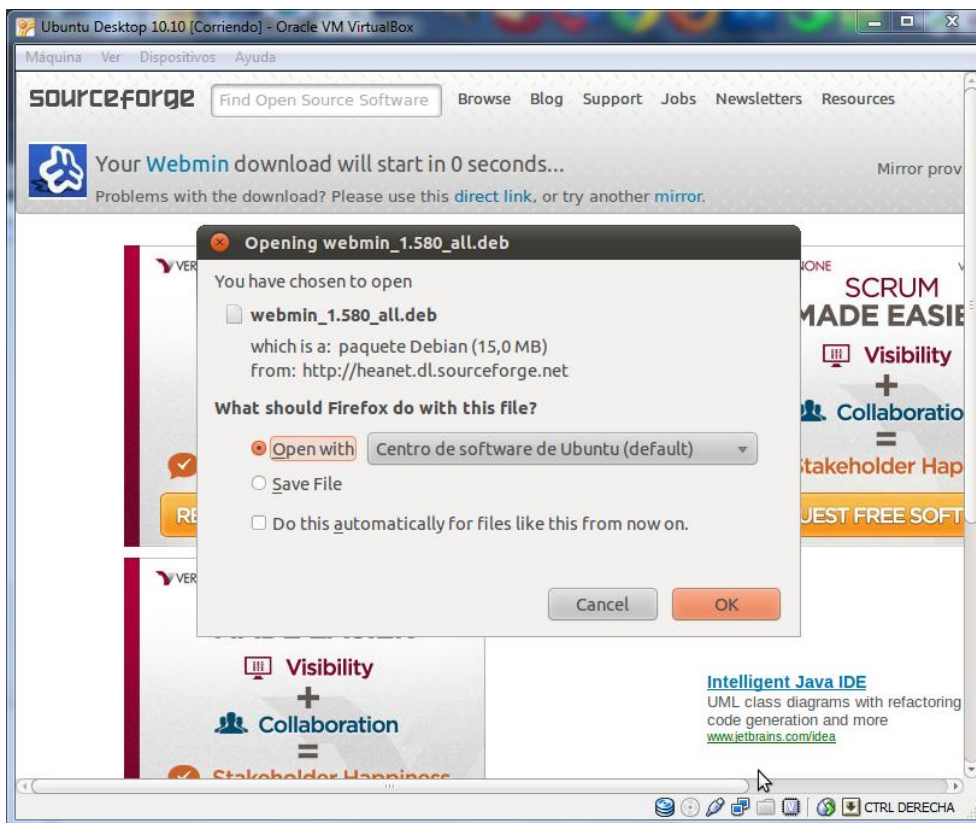 Ubuntu Desktop 10.10 [Corriendo] - Oracle VM VirtualBox
Máquina Ver Dispositivos Ayuda
sourceforge Find Open Source Software Browse Blog Support Jobs Newsletters Resources
Your Webmin download will start in 0 seconds...
Mirror prov
Problems with the download? Please use this direct link, or try another mirror.
Opening webmin_1.580_all.deb
You have chosen to open
webmin_1.580_all.deb
which is a: paquete Debian (15,0 MB)
from: http://heanet.dl.sourceforge.net
What should Firefox do with this file?
Open with Centro de software de Ubuntu (default)
Save File
Do this automatically for files like this from now on.
Cancel OK
VER
RE
IONE
SCRUM
MADE EASIE
Visibility
+
Collaboratio
=
Stakeholder Hap
UEST FREE SOFT
VER
Visibility
+
Collaboration
=
Stakeholder Happiness
Intelligent Java IDE
UML class diagrams with refactoring
code generation and more
www.jetbrains.com/idea
CTRL DERECHA